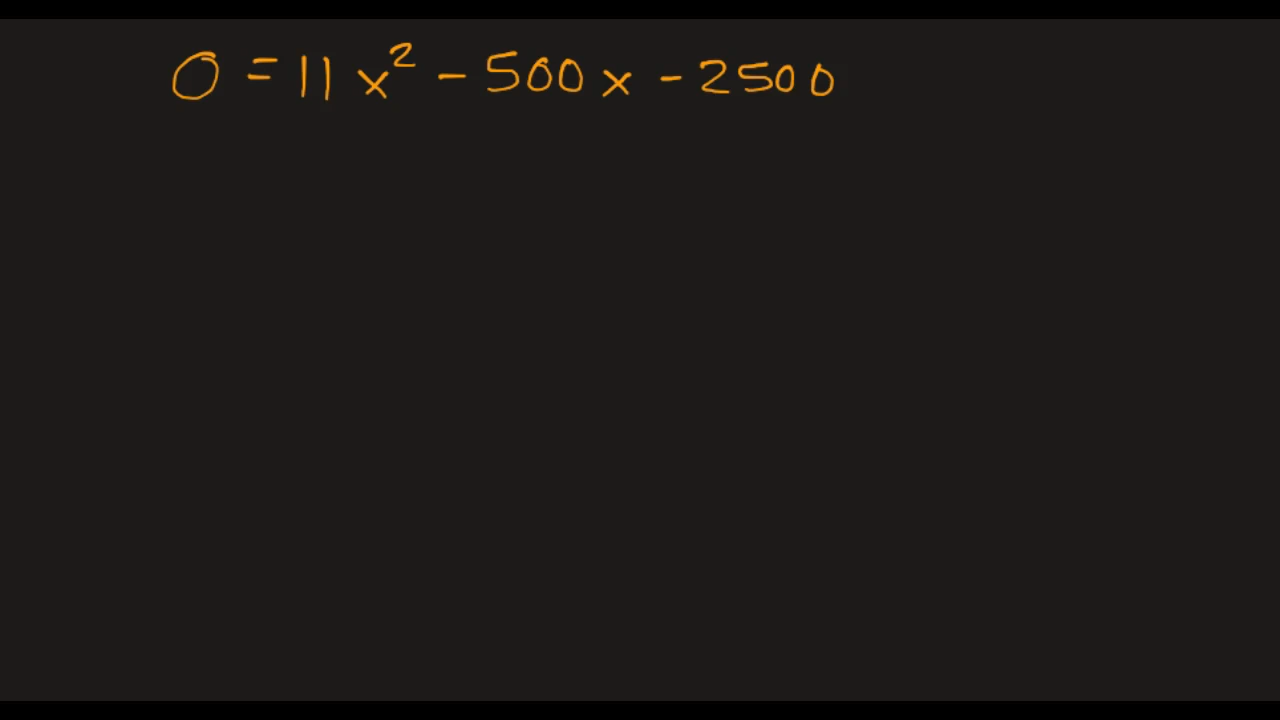 0 = 11x² - 500x - 2500